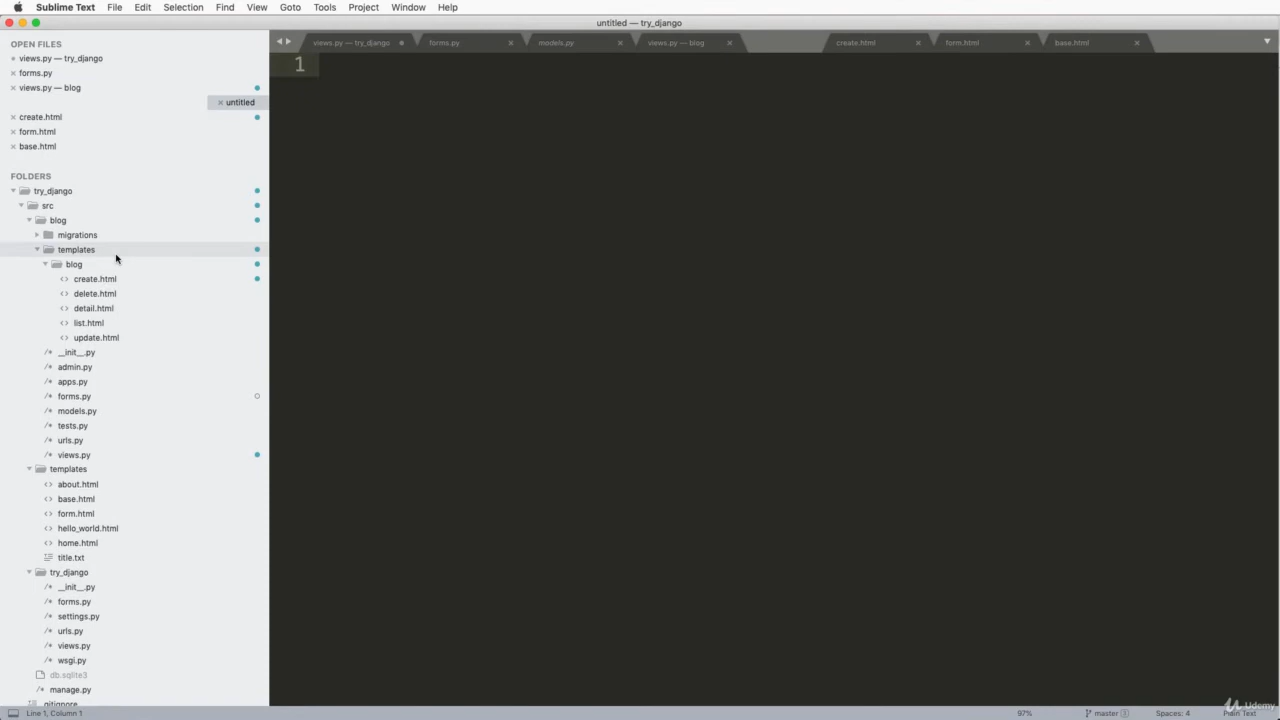 Sublime Text File Edit Selection Find View Goto Tools Project Window Help
untitled — try_django
views.py — try_django forms.py models.py views.py — blog create.html form.html base.html
OPEN FILES
views.py — try_django
forms.py
views.py — blog
untitled
create.html
form.html
base.html
FOLDERS
try_django
src
blog
migrations
templates
blog
create.html
delete.html
detail.html
list.html
update.html
__init__.py
admin.py
apps.py
forms.py
models.py
tests.py
urls.py
views.py
templates
about.html
base.html
form.html
hello_world.html
home.html
title.txt
try_django
__init__.py
forms.py
settings.py
urls.py
views.py
wsgi.py
db.sqlite3
manage.py
.gitignore
1
Line 1, Column 1 97% master 3 Spaces: 4 Plain Text
Udemy